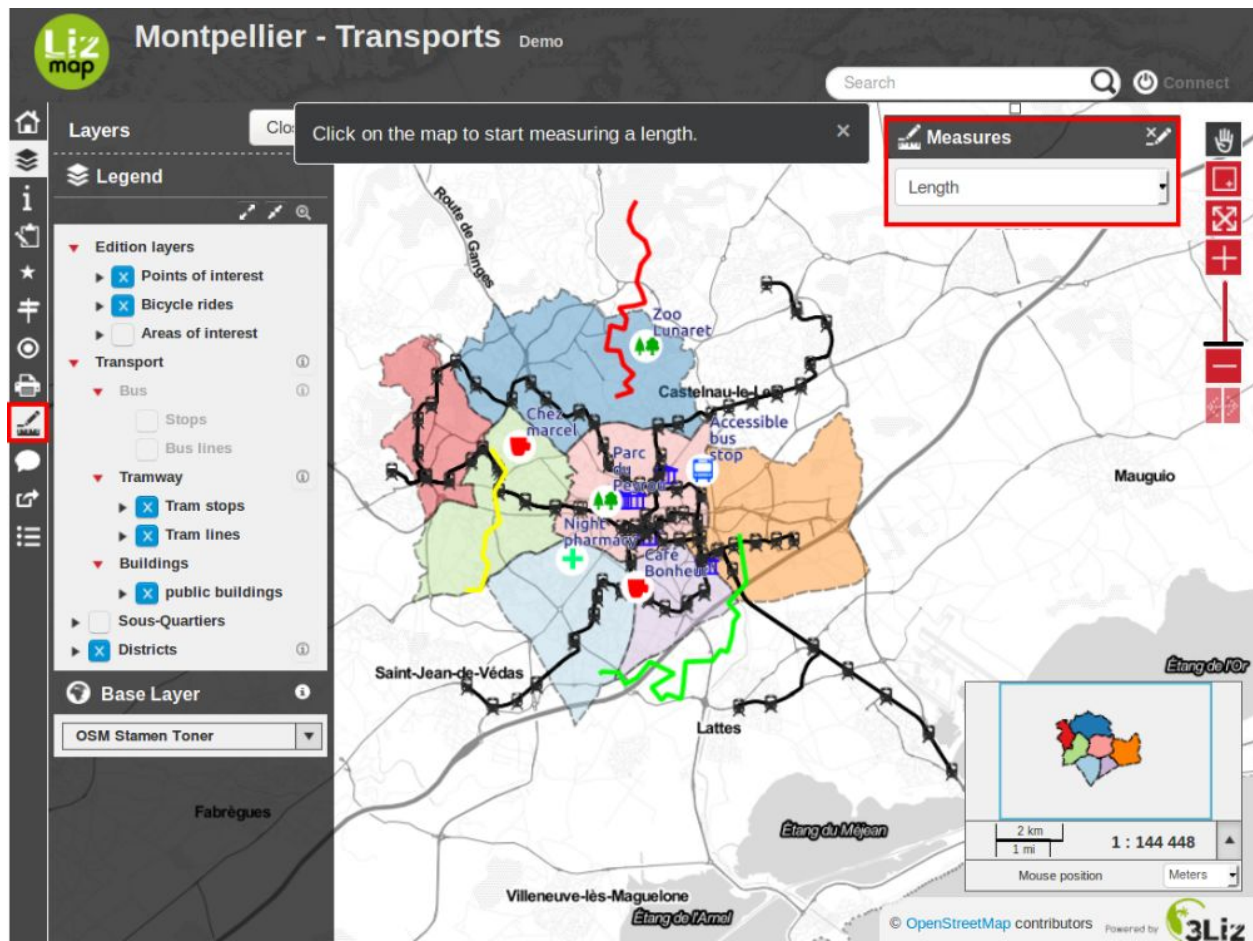 Liz
map
Montpellier - Transports Demo
Search
Connect
Layers
Clo
Click on the map to start measuring a length.
×
Measures
Length
Legend
Edition layers
Points of interest
Bicycle rides
Areas of interest
Transport
Bus
Stops
Bus lines
Tramway
Tram stops
Tram lines
Buildings
public buildings
Sous-Quartiers
Districts
Base Layer
OSM Stamen Toner
Route de Ganges
Zoo
Lunaret
Castelnau-le-Lez
Chez
marcel
Accessible
bus
stop
Parc
du
Peyrou
Mauguio
Night
pharmacy
Café
Bonheur
Saint-Jean-de-Védas
Lattes
Étang de l'Or
Fabrègues
Étang du Méjean
Villeneuve-lès-Maguelone
Étang de l'Arnel
2 km
1 mi
1 : 144 448
Mouse position
Meters
© OpenStreetMap contributors
Powered by
3Liz